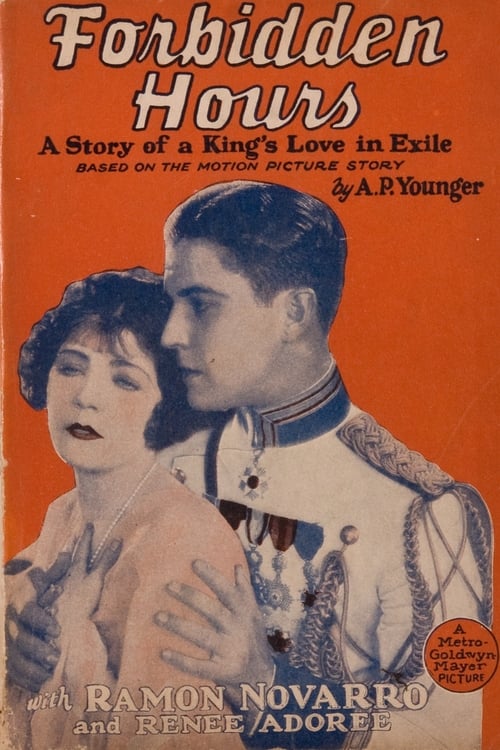 Forbidden
Hours
A Story of a King's Love in Exile
BASED ON THE MOTION PICTURE STORY
by A.P. Younger
A
Metro-
Goldwyn
Mayer
PICTURE
with RAMON NOVARRO
and RENEE ADOREE